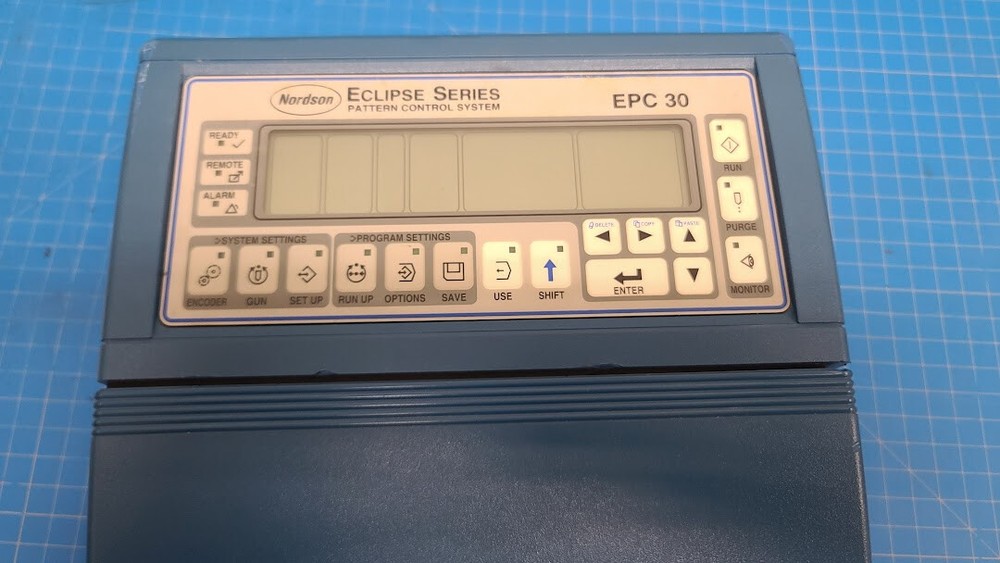 Nordson
ECLIPSE SERIES
PATTERN CONTROL SYSTEM
EPC 30
READY
REMOTE
ALARM
RUN
PURGE
MONITOR
>SYSTEM SETTINGS
ENCODER
GUN
SET UP
>PROGRAM SETTINGS
RUN UP
OPTIONS
SAVE
USE
SHIFT
DELETE
COPY
PASTE
ENTER